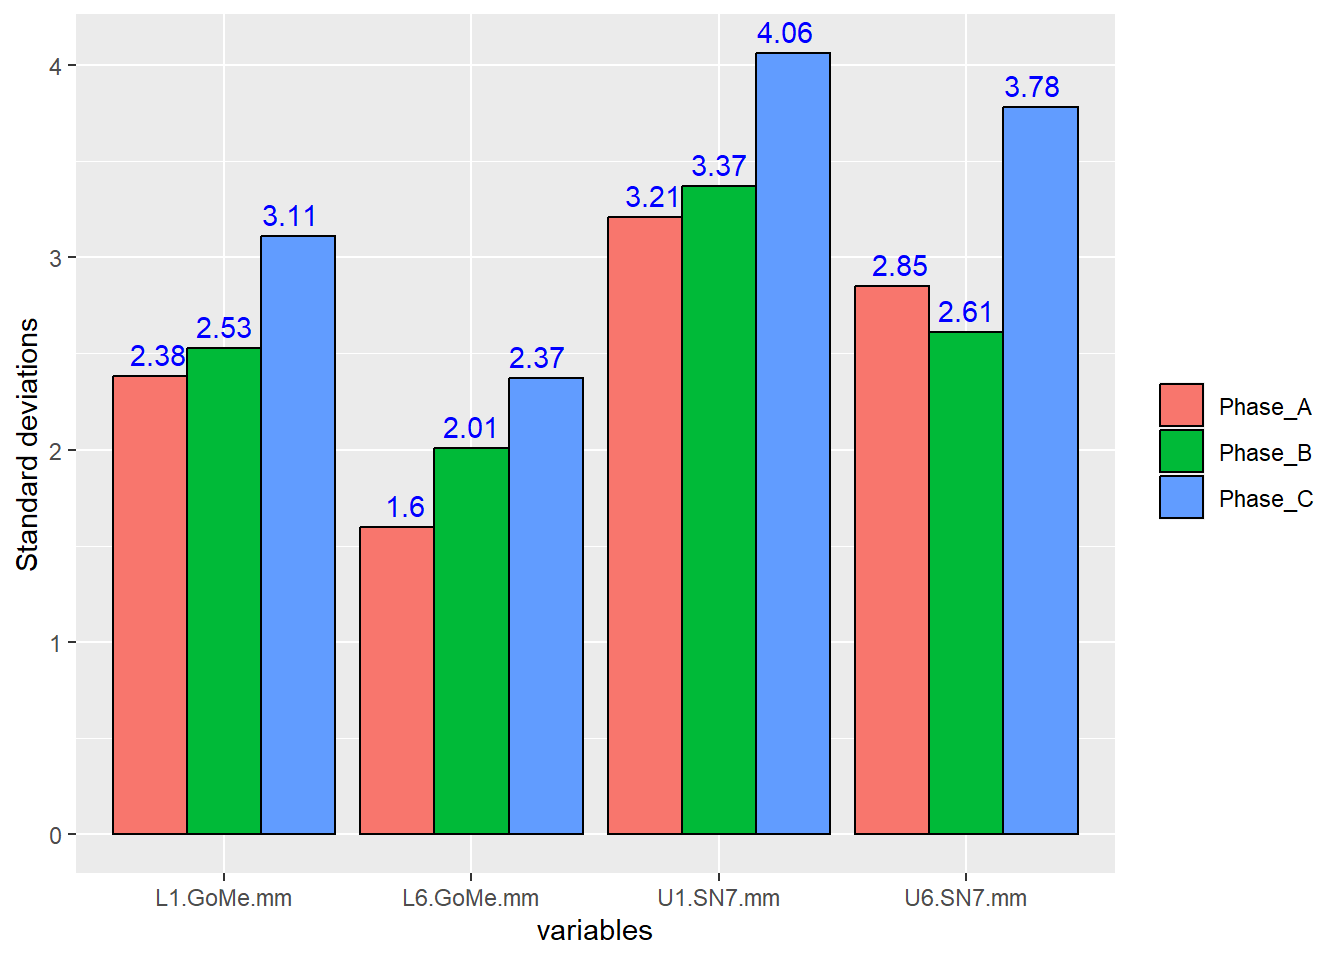 4.06
3.78
3.37
3.21
3.11
2.85
2.61
2.53
2.38
2.37
2.01
1.6
4
3
2
1
0
Standard deviations
L1.GoMe.mm L6.GoMe.mm U1.SN7.mm U6.SN7.mm
variables
Phase_A
Phase_B
Phase_C